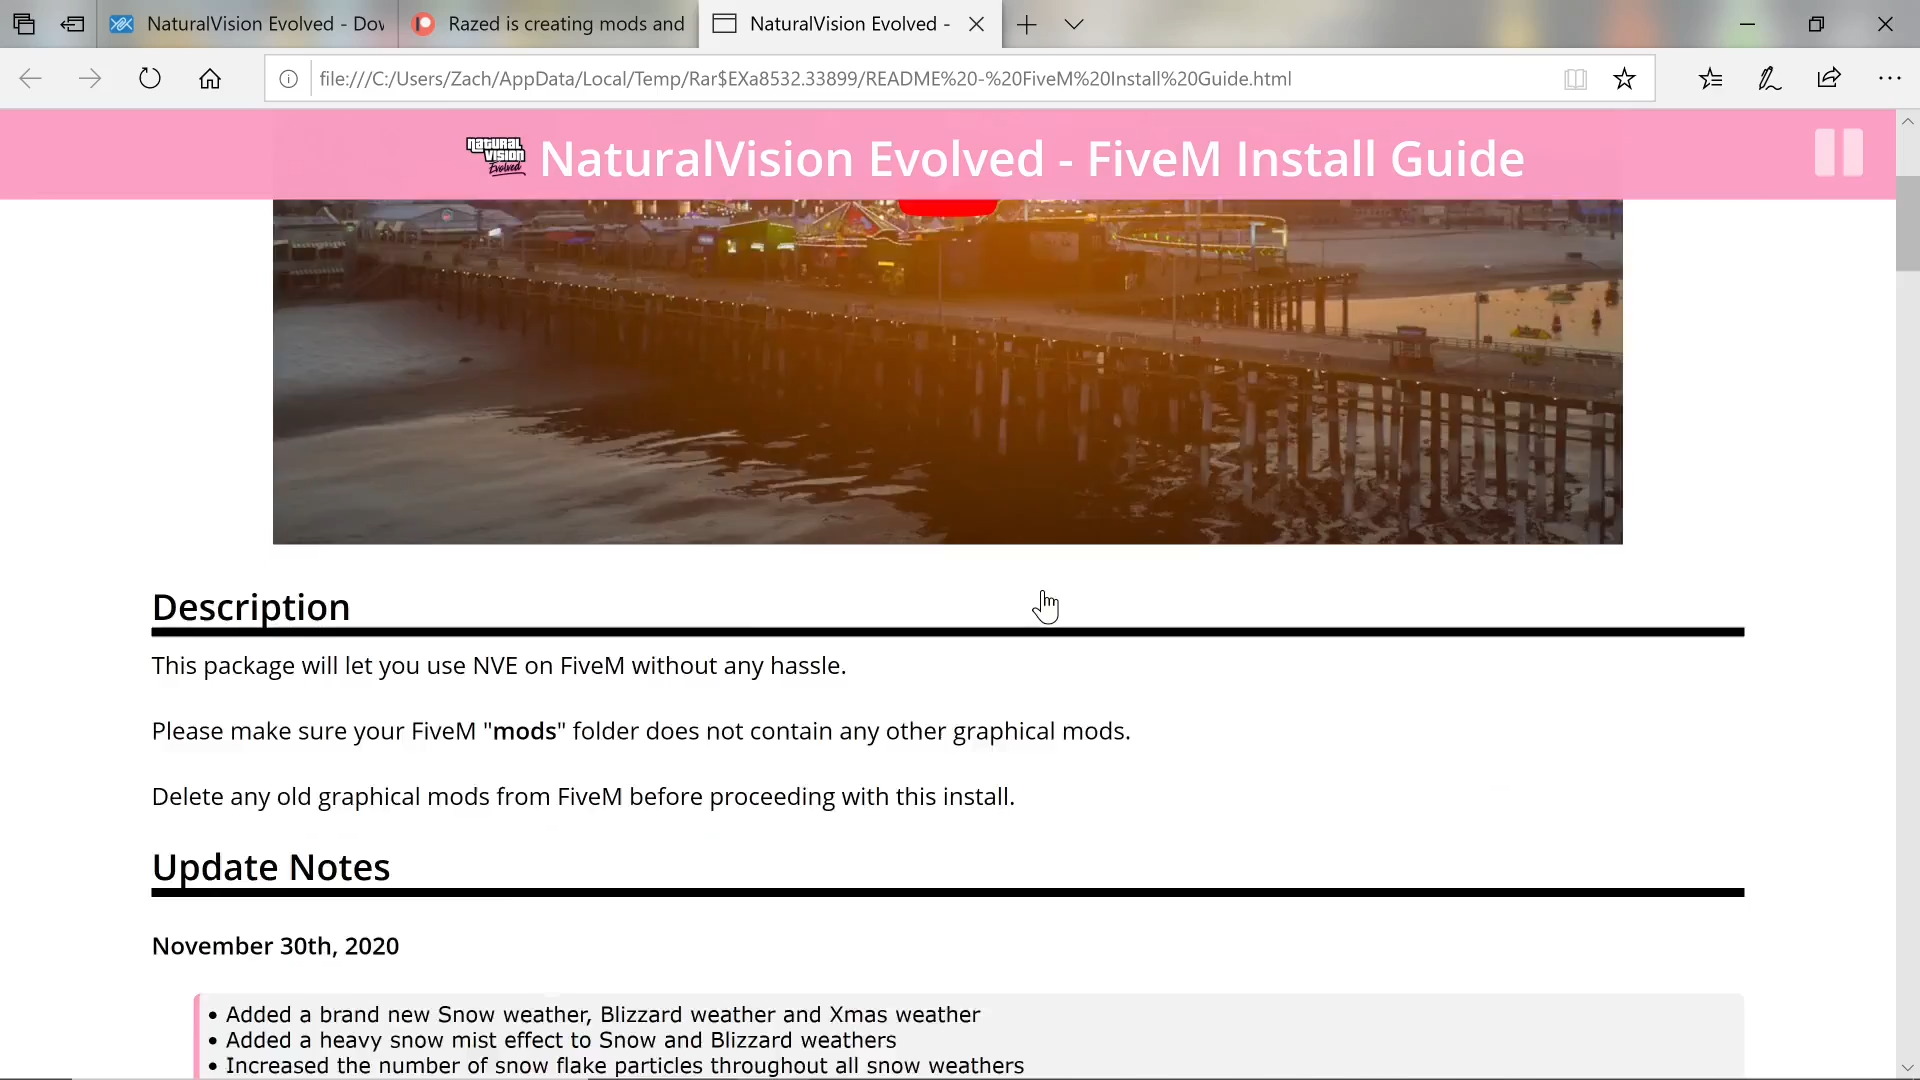 NaturalVision Evolved - Dov
Razed is creating mods and
NaturalVision Evolved -
file:///C:/Users/Zach/AppData/Local/Temp/Rar$EXa8532.33899/README%20-%20FiveM%20Install%20Guide.html
NATURAL
VISION
Evolved
NaturalVision Evolved - FiveM Install Guide
Description
This package will let you use NVE on FiveM without any hassle.
Please make sure your FiveM "mods" folder does not contain any other graphical mods.
Delete any old graphical mods from FiveM before proceeding with this install.
Update Notes
November 30th, 2020
• Added a brand new Snow weather, Blizzard weather and Xmas weather
• Added a heavy snow mist effect to Snow and Blizzard weathers
• Increased the number of snow flake particles throughout all snow weathers